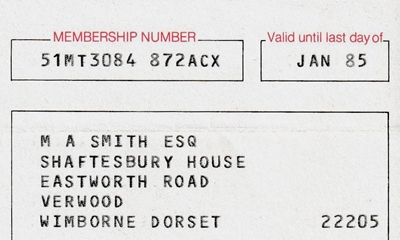 MEMBERSHIP NUMBER
Valid until last day of
51MT3084 872ACX
JAN 85
M A SMITH ESQ
SHAFTESBURY HOUSE
EASTWORTH ROAD
VERWOOD
WIMBORNE DORSET 22205